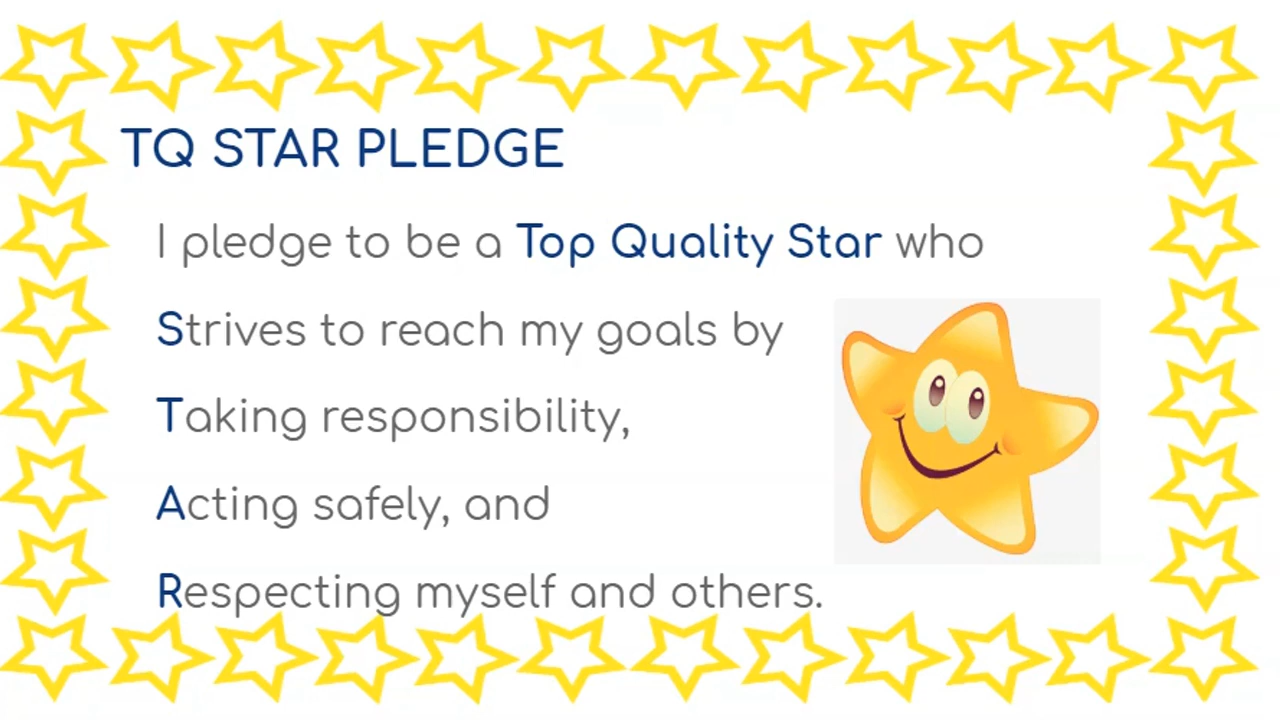 TQ STAR PLEDGE
I pledge to be a Top Quality Star who
Strives to reach my goals by
Taking responsibility,
Acting safely, and
Respecting myself and others.